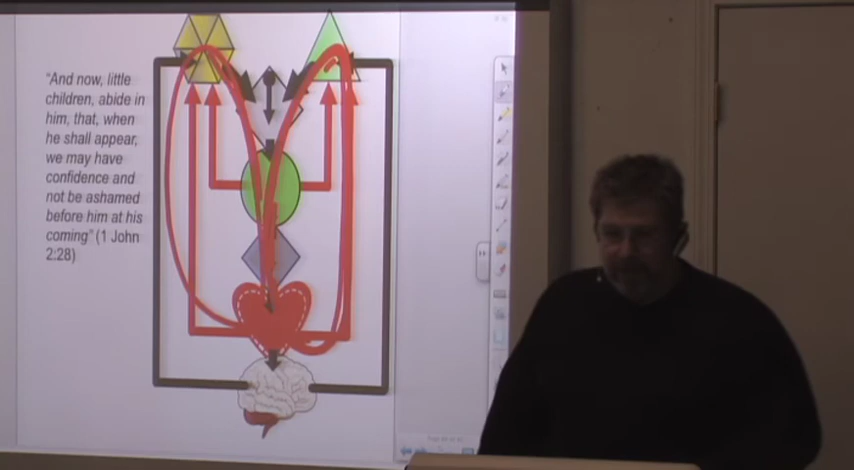 “And now, little
children, abide in
him, that, when
he shall appear,
we may have
confidence and
not be ashamed
before him at his
coming” (1 John
2:28)